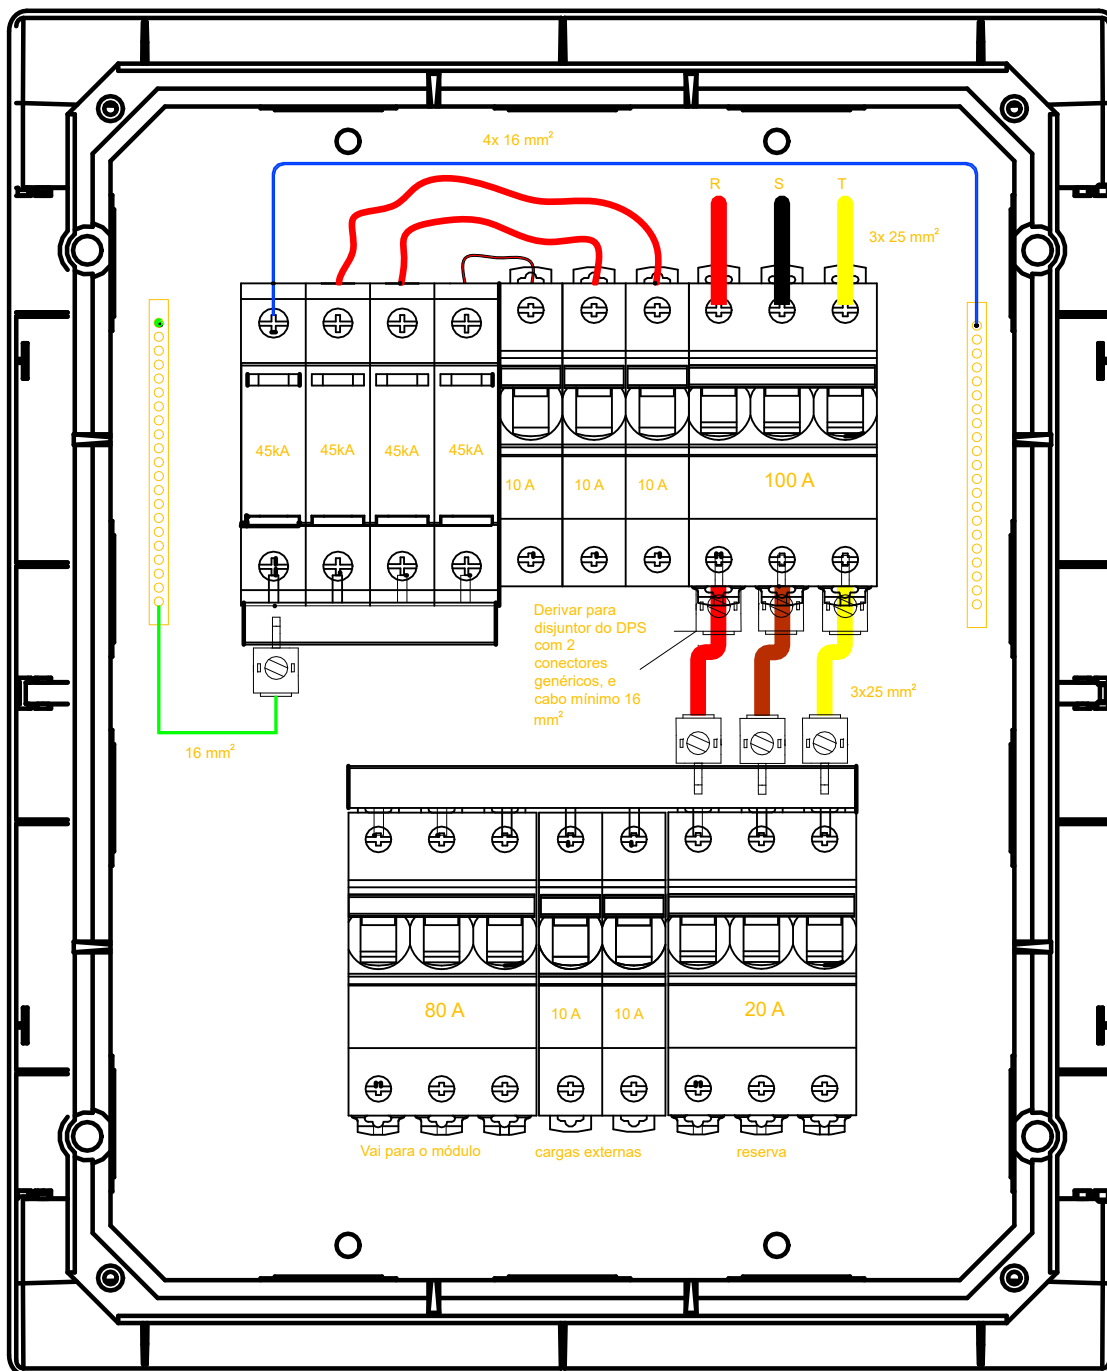 4x 16 mm²
R S T
3x 25 mm²
45kA 45kA 45kA 45kA
10 A 10 A 10 A
100 A
Derivar para
disjuntor do DPS
com 2
conectores
genéricos, e
cabo mínimo 16
mm²
3x25 mm²
16 mm²
80 A
10 A 10 A
20 A
Vai para o módulo
cargas externas
reserva